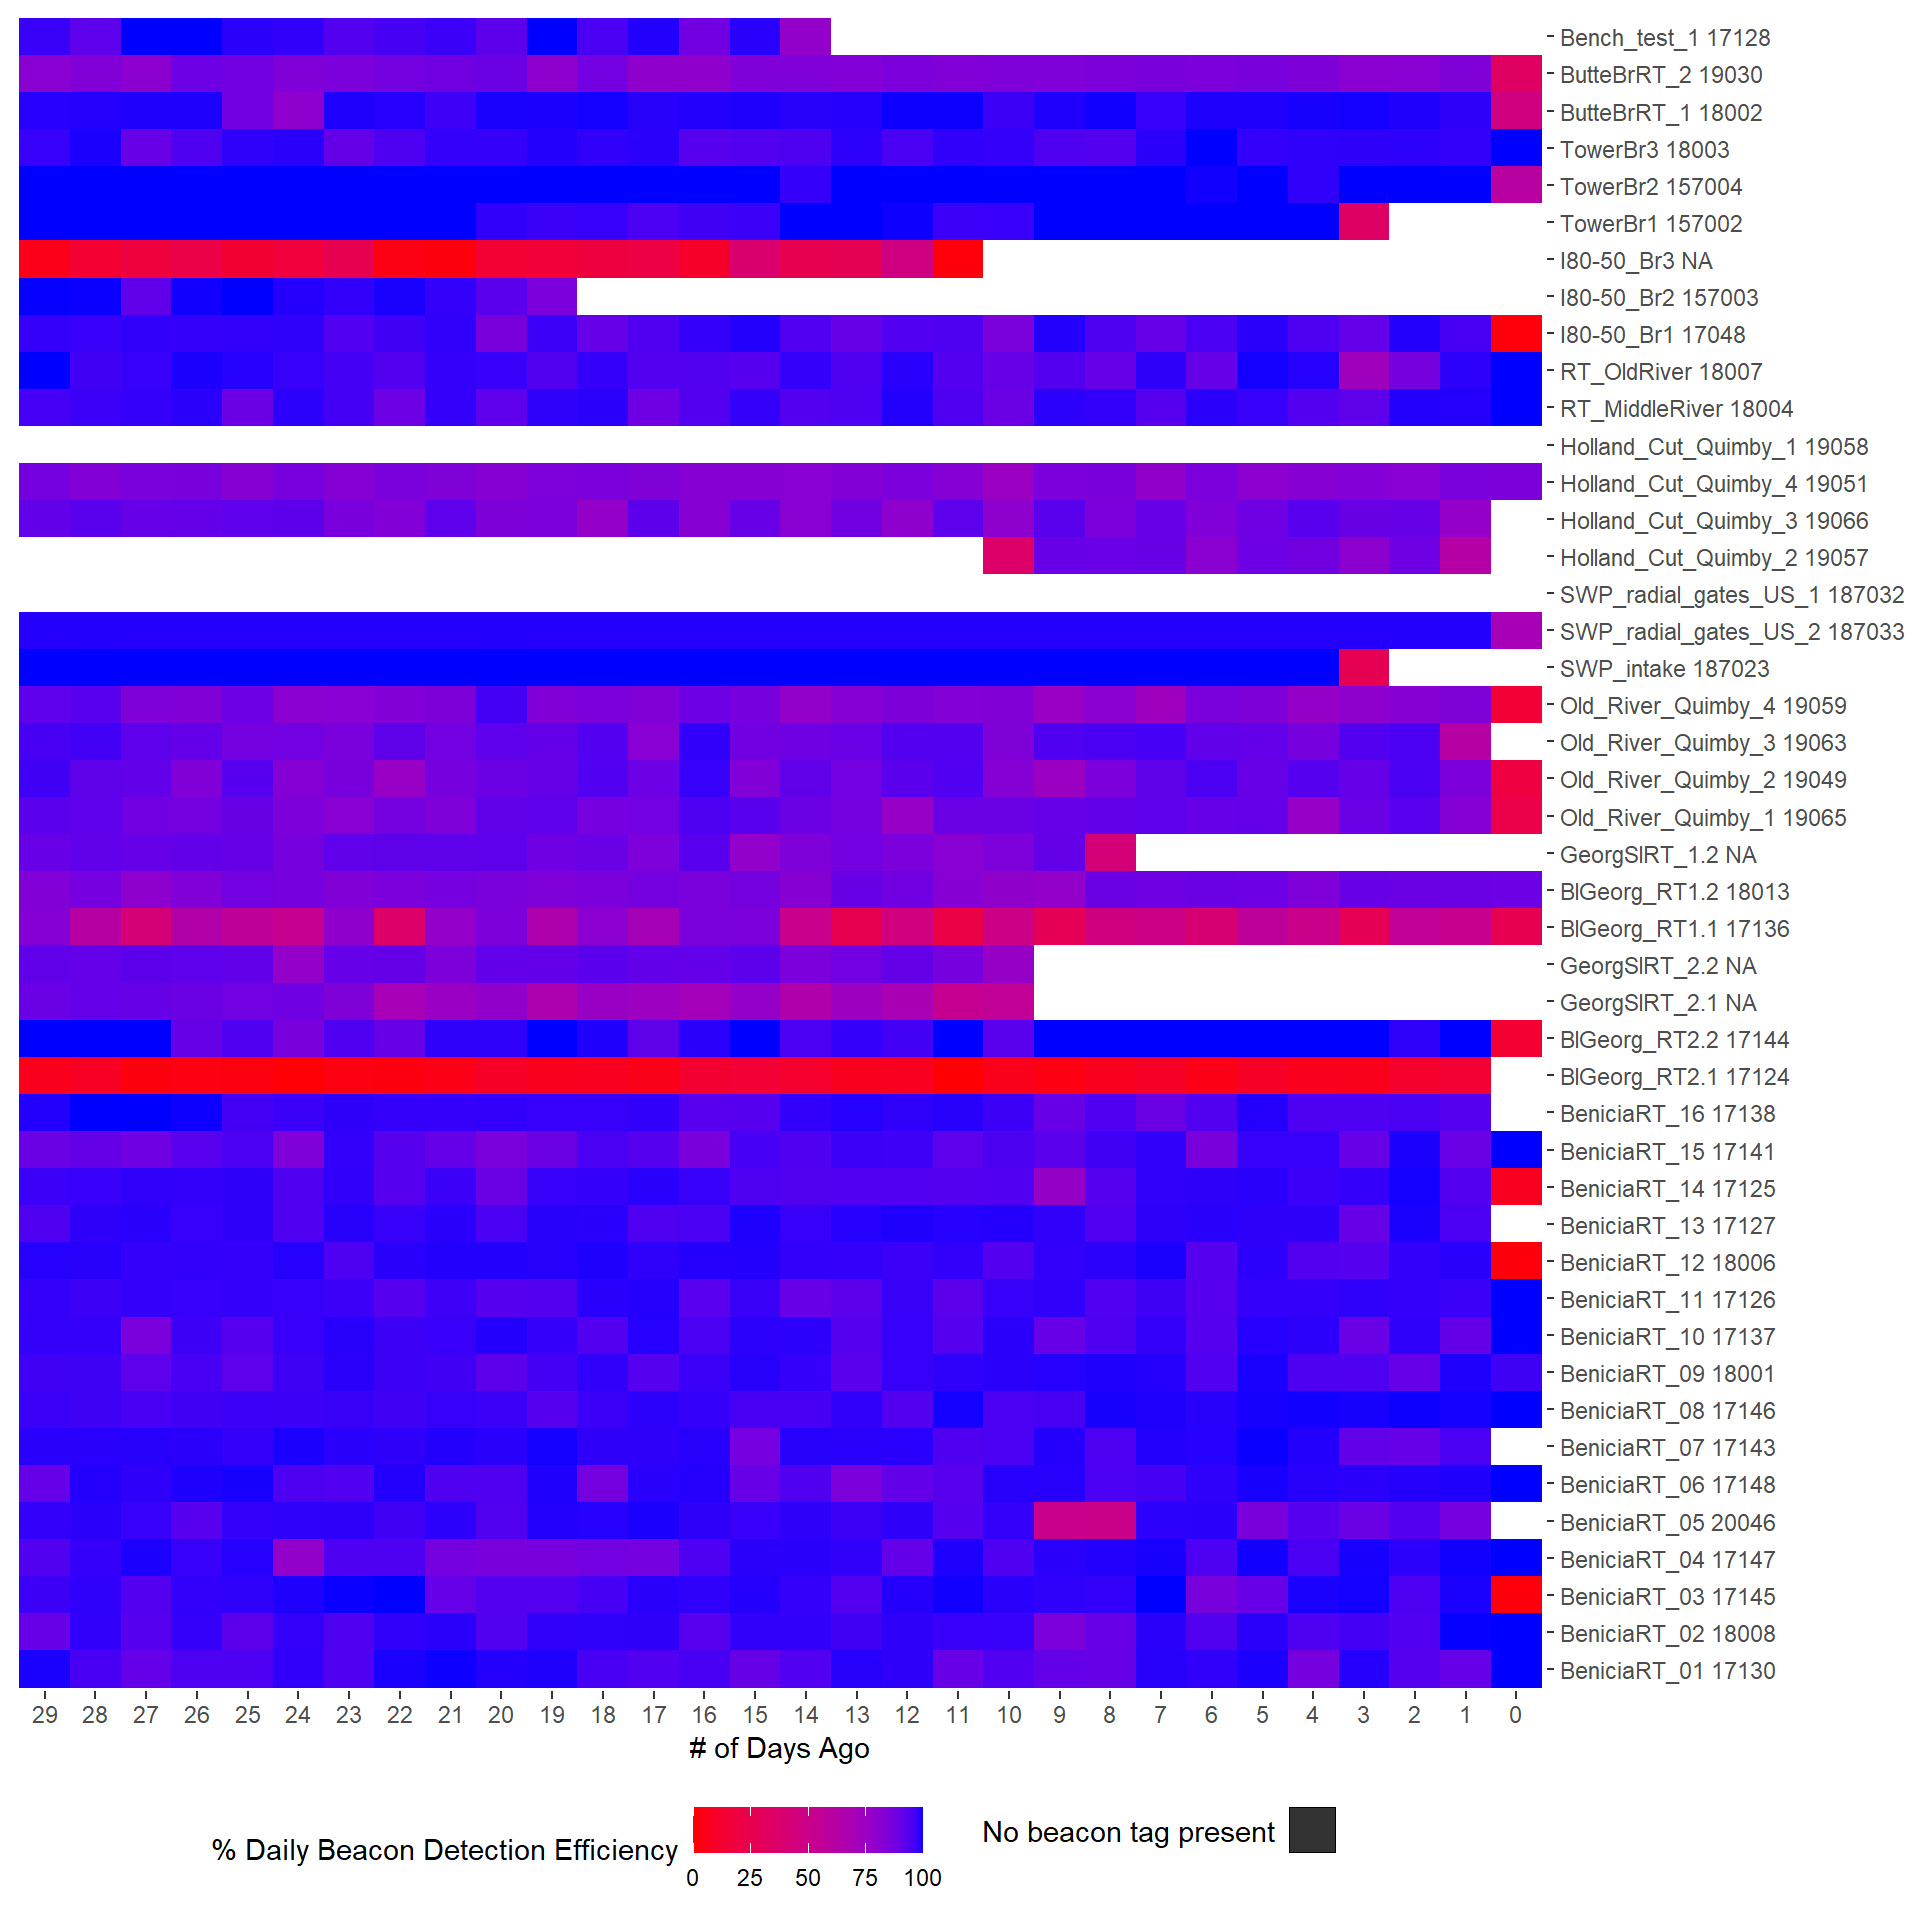 Bench_test_1 17128
ButteBrRT_2 19030
ButteBrRT_1 18002
TowerBr3 18003
TowerBr2 157004
TowerBr1 157002
I80-50_Br3 NA
I80-50_Br2 157003
I80-50_Br1 17048
RT_OldRiver 18007
RT_MiddleRiver 18004
Holland_Cut_Quimby_1 19058
Holland_Cut_Quimby_4 19051
Holland_Cut_Quimby_3 19066
Holland_Cut_Quimby_2 19057
SWP_radial_gates_US_1 187032
SWP_radial_gates_US_2 187033
SWP_intake 187023
Old_River_Quimby_4 19059
Old_River_Quimby_3 19063
Old_River_Quimby_2 19049
Old_River_Quimby_1 19065
GeorgSlRT_1.2 NA
BlGeorg_RT1.2 18013
BlGeorg_RT1.1 17136
GeorgSlRT_2.2 NA
GeorgSlRT_2.1 NA
BlGeorg_RT2.2 17144
BlGeorg_RT2.1 17124
BeniciaRT_16 17138
BeniciaRT_15 17141
BeniciaRT_14 17125
BeniciaRT_13 17127
BeniciaRT_12 18006
BeniciaRT_11 17126
BeniciaRT_10 17137
BeniciaRT_09 18001
BeniciaRT_08 17146
BeniciaRT_07 17143
BeniciaRT_06 17148
BeniciaRT_05 20046
BeniciaRT_04 17147
BeniciaRT_03 17145
BeniciaRT_02 18008
BeniciaRT_01 17130
29 28 27 26 25 24 23 22 21 20 19 18 17 16 15 14 13 12 11 10 9 8 7 6 5 4 3 2 1 0
# of Days Ago
% Daily Beacon Detection Efficiency
0 25 50 75 100
No beacon tag present